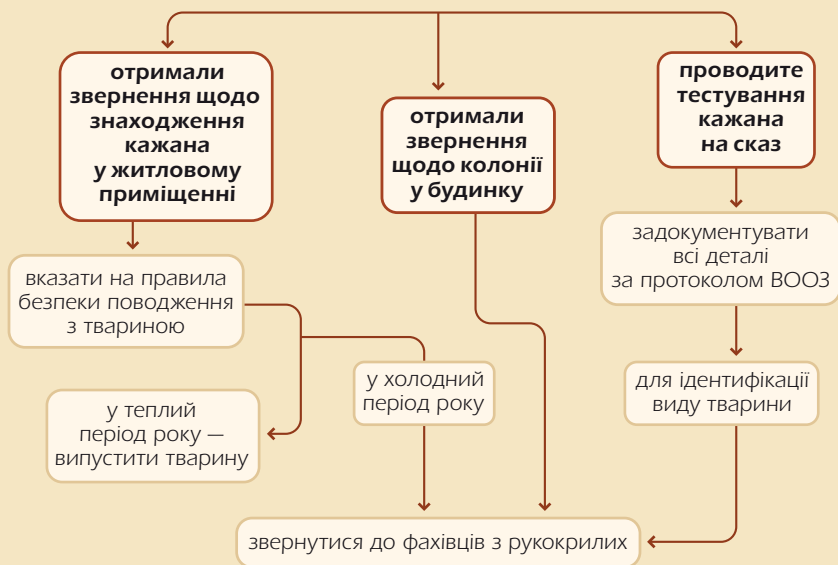 отримали
звернення щодо
знаходження
кажана
у житловому
приміщенні
отримали
звернення
щодо колонії
у будинку
проводите
тестування
кажана
на сказ
вказати на правила
безпеки поводження
з твариною
задокументувати
всі деталі
за протоколом ВООЗ
у теплий
період року —
випустити тварину
у холодний
період року
для ідентифікації
виду тварини
звернутися до фахівців з рукокрилих